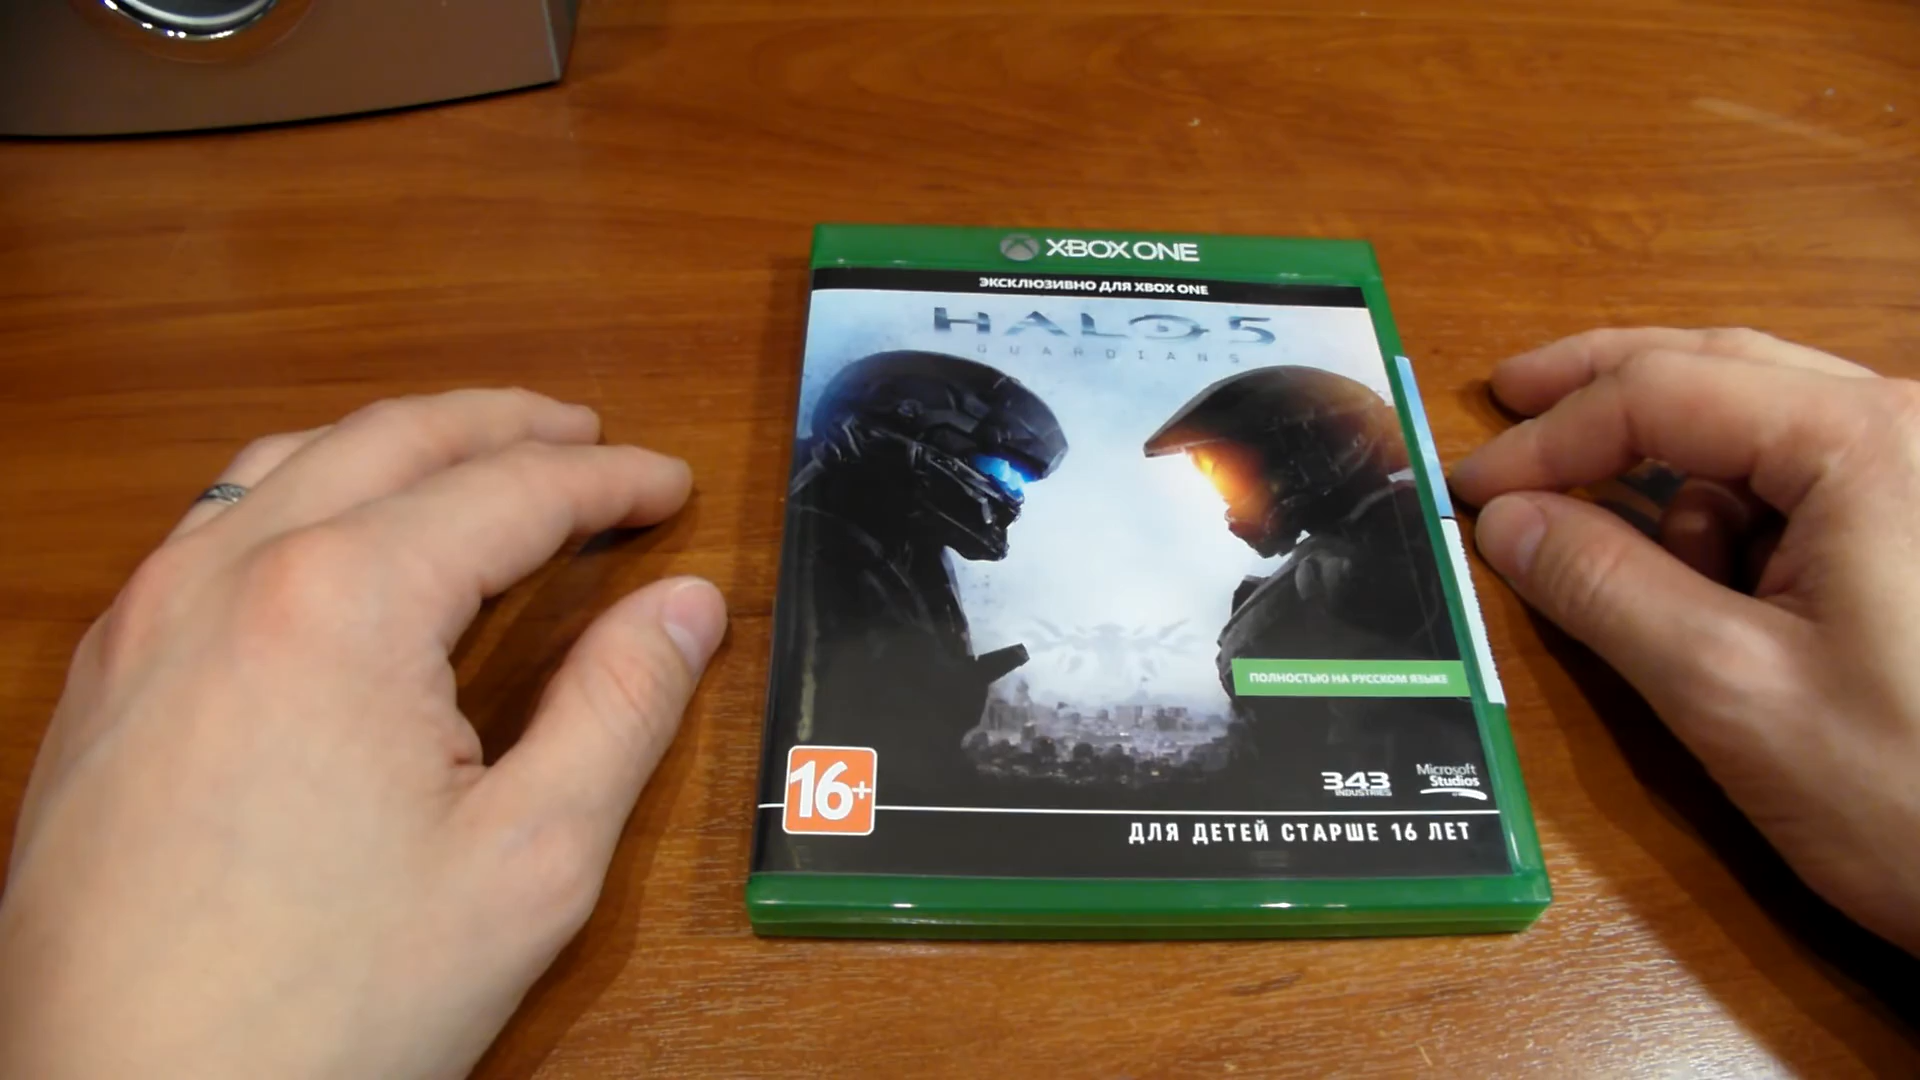 XBOX ONE
ЭКСКЛЮЗИВНО ДЛЯ XBOX ONE
HALO 5
GUARDIANS
ПОЛНОСТЬЮ НА РУССКОМ ЯЗЫКЕ
16+
343
INDUSTRIES
Microsoft
Studios
ДЛЯ ДЕТЕЙ СТАРШЕ 16 ЛЕТ